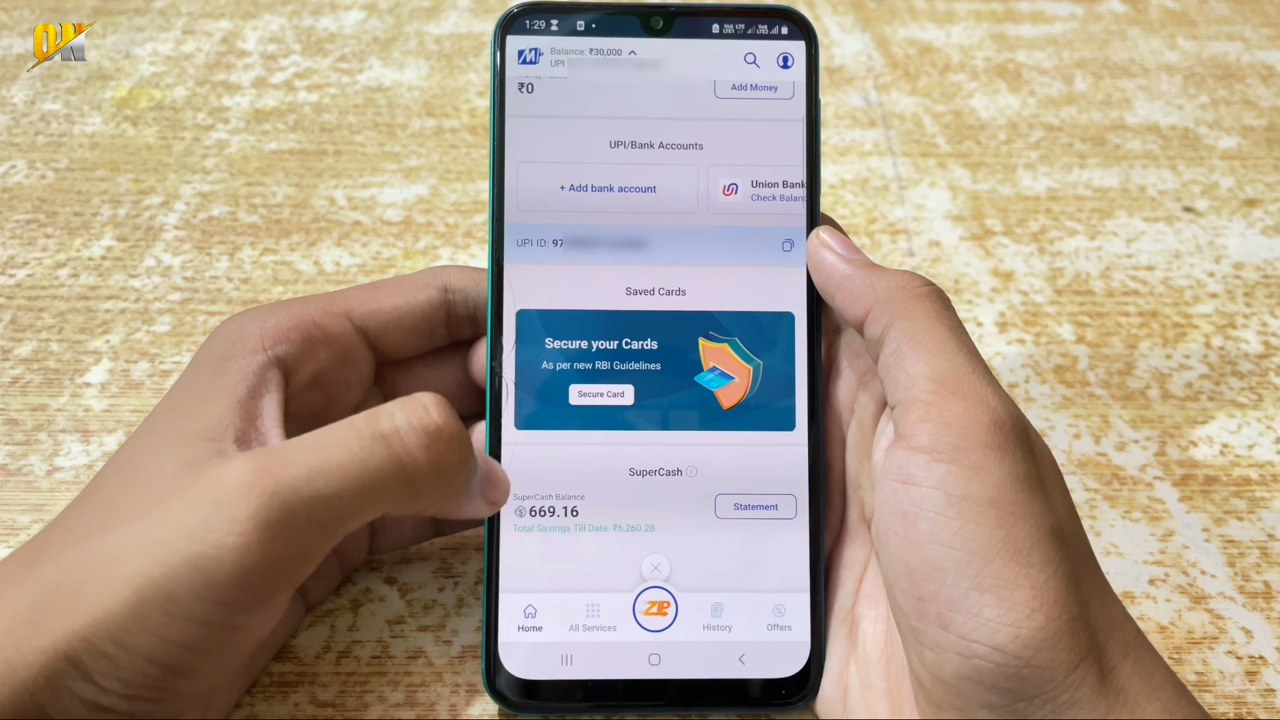 ON
1:29
Balance: ₹30,000
UPI
₹0
Add Money
UPI/Bank Accounts
+ Add bank account
Union Bank
Check Balanc
UPI ID: 97
Saved Cards
Secure your Cards
As per new RBI Guidelines
Secure Card
SuperCash
SuperCash Balance
669.16
Statement
Total Savings Till Date: ₹6,260.28
ZIP
Home
All Services
History
Offers